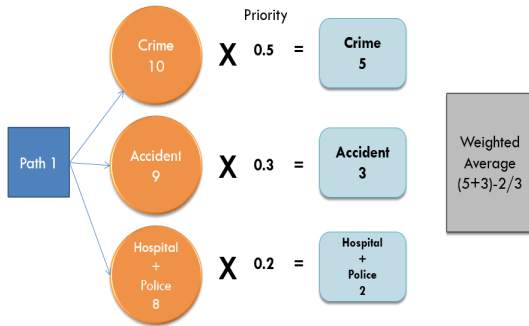 Priority
Crime
10
X 0.5 =
Crime
5
Path 1
Accident
9
X 0.3 =
Accident
3
Weighted
Average
(5+3)-2/3
Hospital
+
Police
8
X 0.2 =
Hospital
+
Police
2